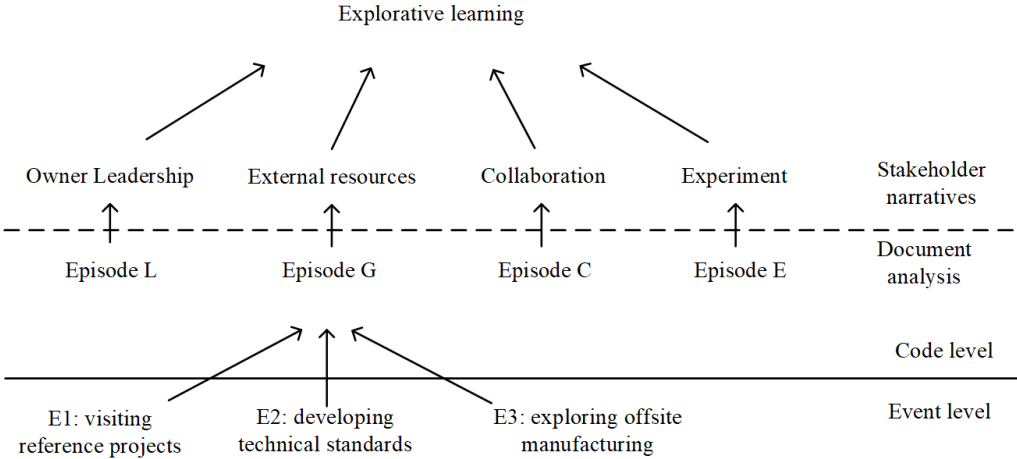 Explorative learning
Owner Leadership
External resources
Collaboration
Experiment
Stakeholder
narratives
Episode L
Episode G
Episode C
Episode E
Document
analysis
Code level
Event level
E1: visiting
reference projects
E2: developing
technical standards
E3: exploring offsite
manufacturing